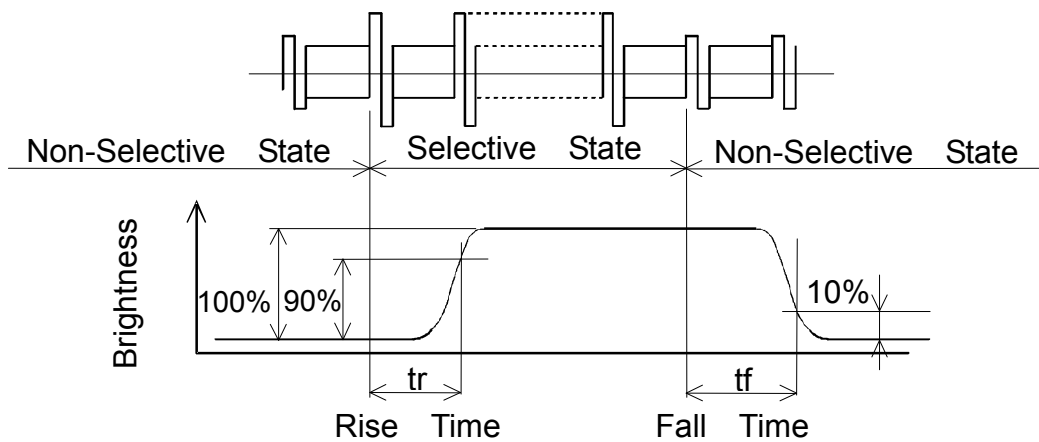 Non-Selective State Selective State Non-Selective State
Brightness
100% 90% 10%
tr tf
Rise Time Fall Time